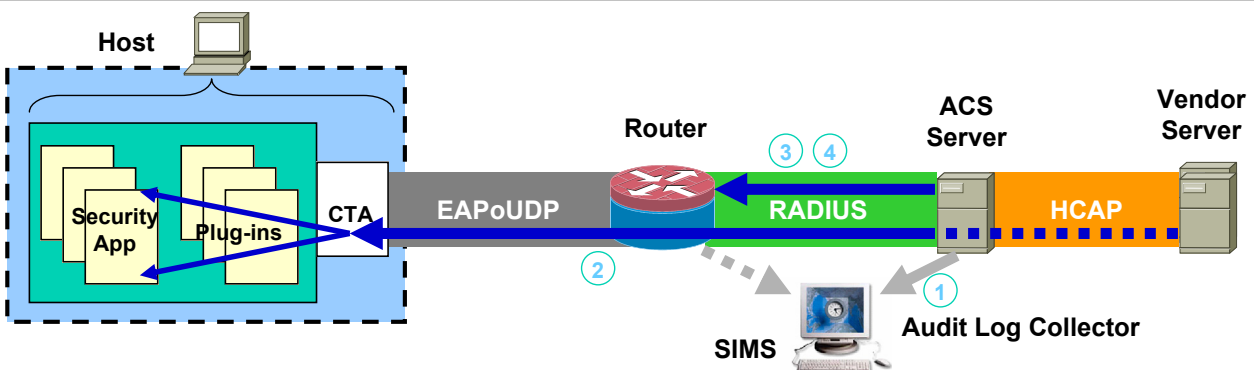 Host
Router
ACS
Server
Vendor
Server
3
4
Security
App
Plug-ins
CTA
EAPoUDP
RADIUS
HCAP
2
1
SIMS
Audit Log Collector